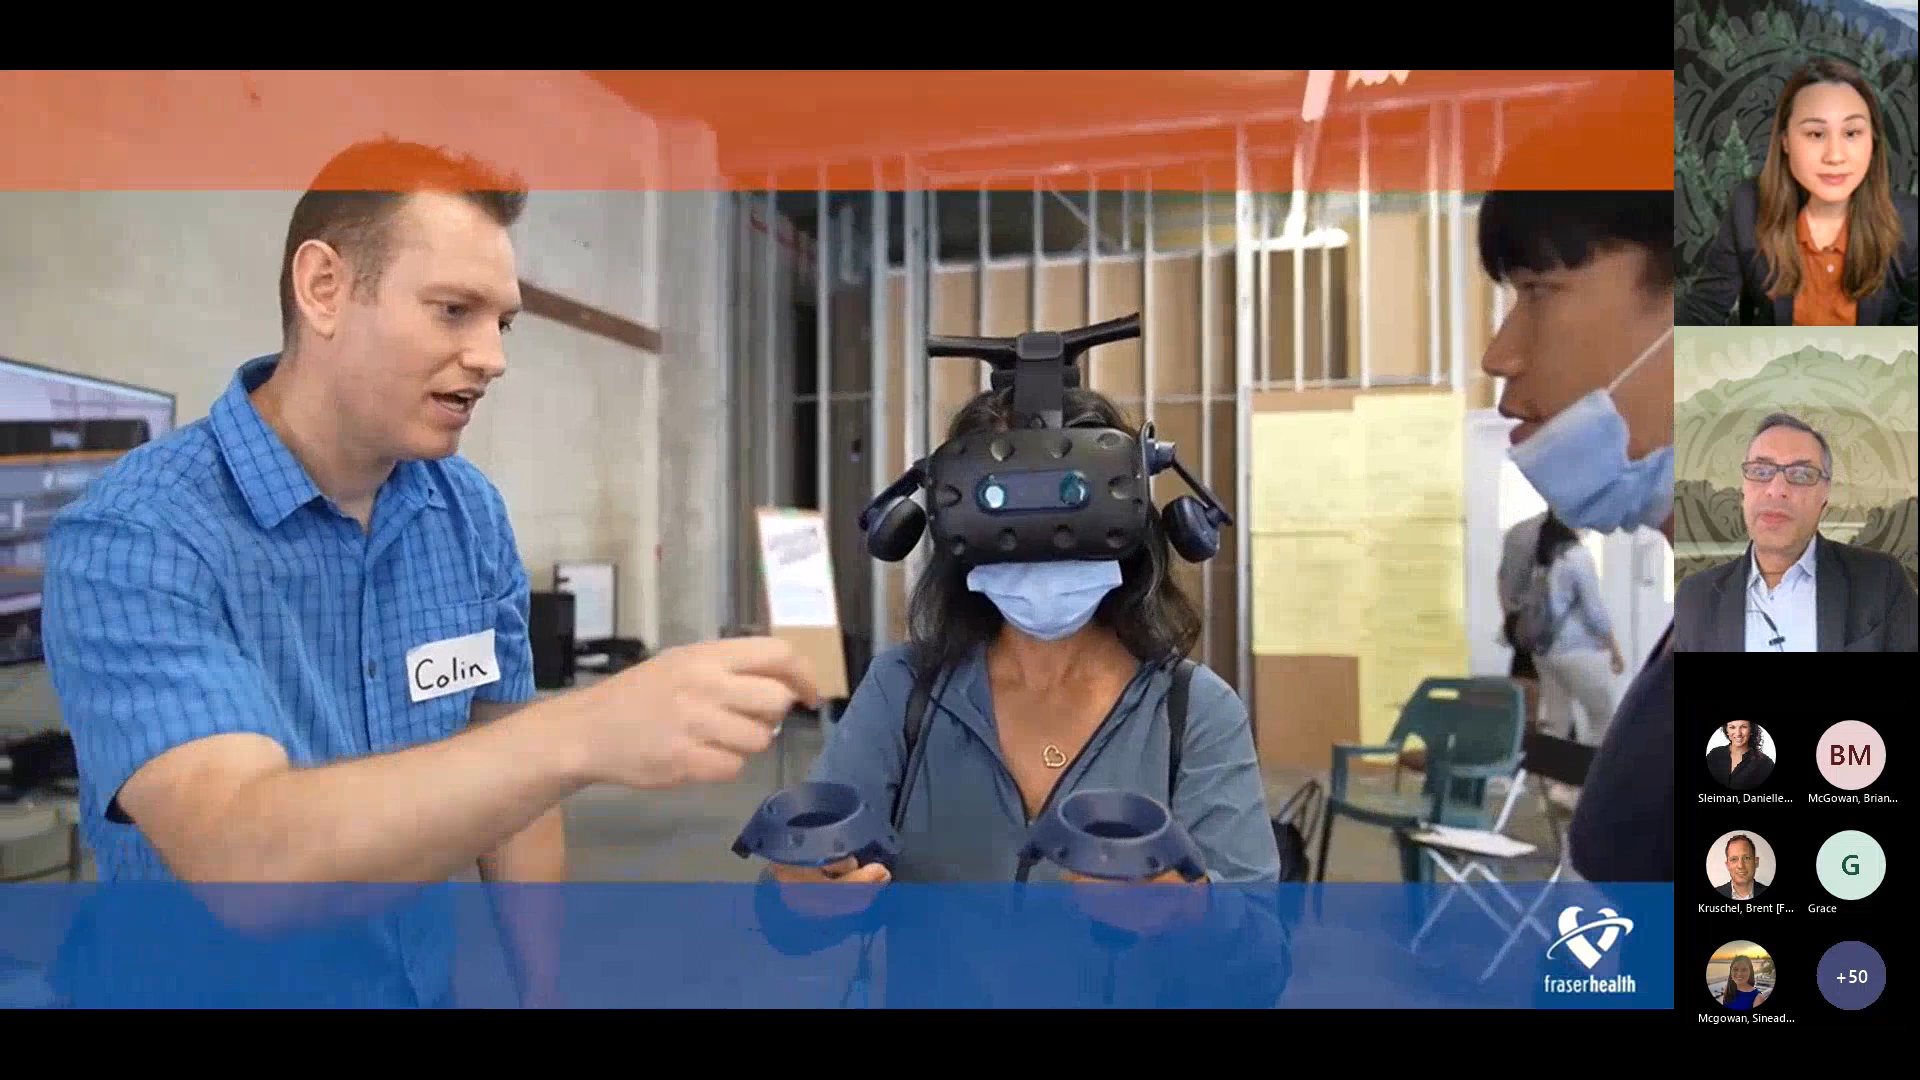 Colin
fraserhealth
Sleiman, Danielle...
BM
McGowan, Brian...
Kruschel, Brent [F...
G
Grace
Mcgowan, Sinead...
+50